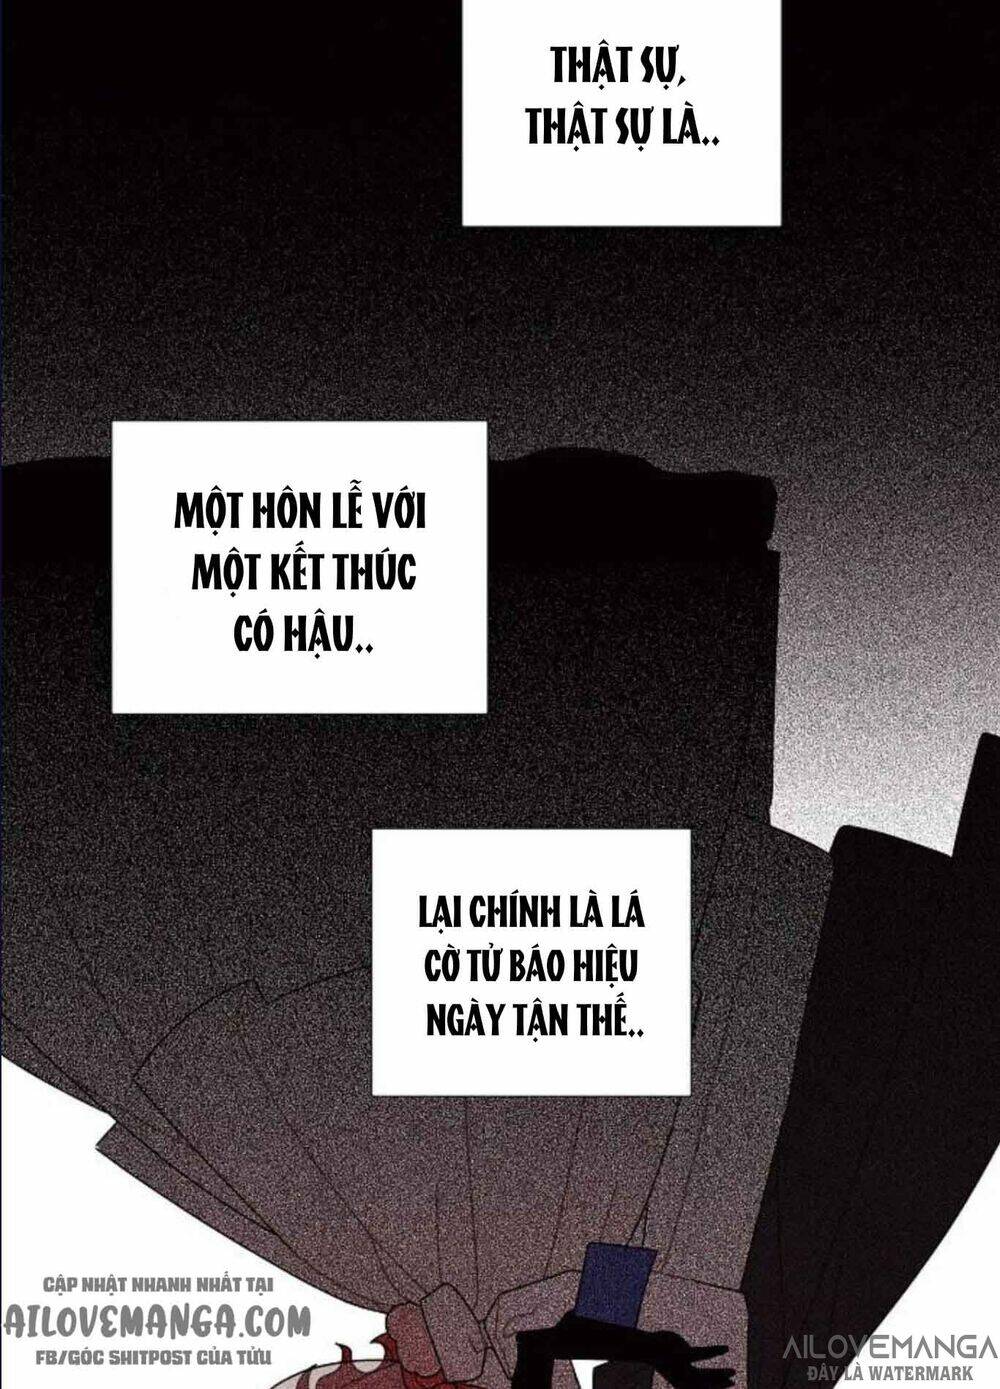 THẬT SỰ,
THẬT SỰ LÀ..
MỘT HÔN LỄ VỚI
MỘT KẾT THÚC
CÓ HẬU..
LẠI CHÍNH LÀ LÁ
CỜ TỬ BÁO HIỆU
NGÀY TẬN THẾ..
CẬP NHẬT NHANH NHẤT TẠI
AILOVEMANGA.COM
FB/GÓC SHITPOST CỦA TỬU
AILOVEMANGA
ĐÂY LÀ WATERMARK